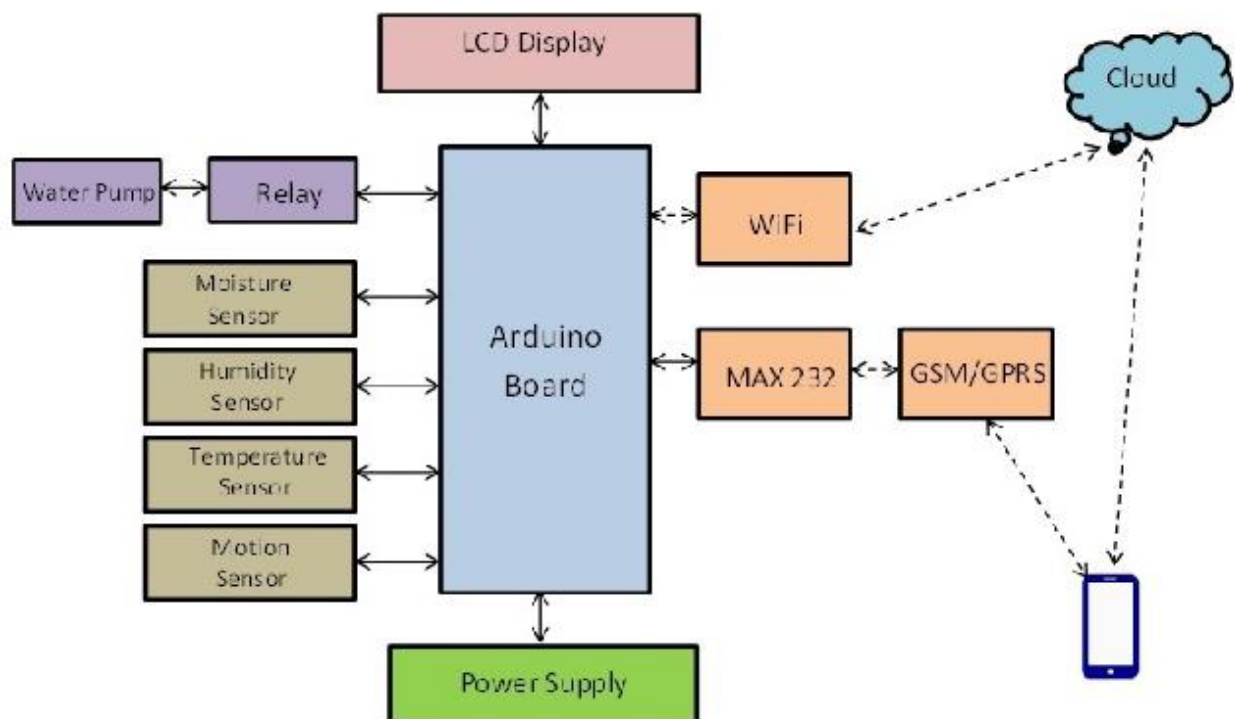 LCD Display
Cloud
Water Pump
Relay
WiFi
Moisture
Sensor
Arduino
Board
Humidity
Sensor
MAX 232
GSM/GPRS
Temperature
Sensor
Motion
Sensor
Power Supply